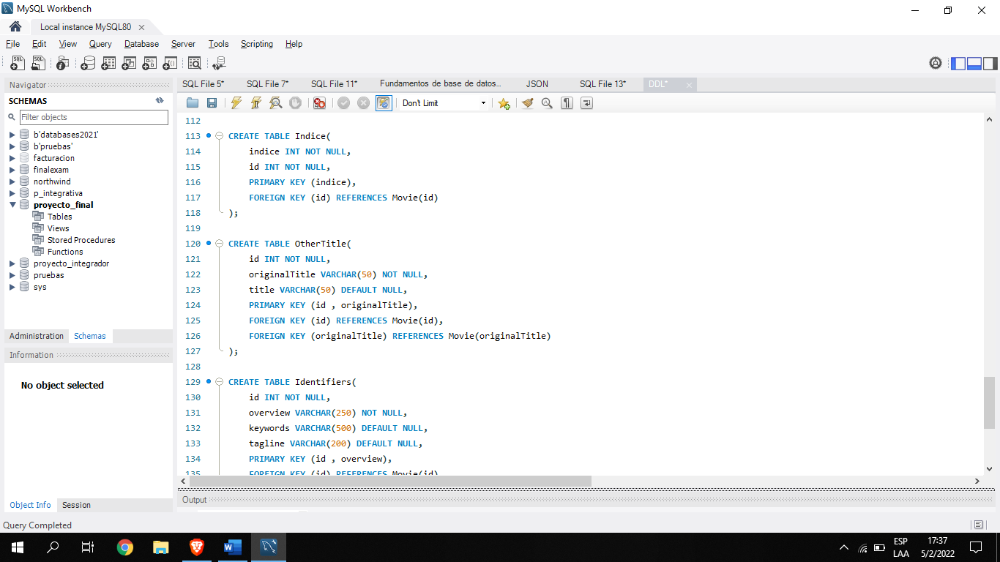 MySQL Workbench
Local instance MySQL80
File Edit View Query Database Server Tools Scripting Help
Navigator
SCHEMAS
Filter objects
b'databases2021'
b'pruebas'
facturacion
finalexam
northwind
p_integrativa
proyecto_final
Tables
Views
Stored Procedures
Functions
proyecto_integrador
pruebas
sys
Administration Schemas
Information
No object selected
Object Info Session
SQL File 5* SQL File 7* SQL File 11* Fundamentos de base de datos... JSON SQL File 13* DDL*
Don't Limit
112
113 CREATE TABLE Indice(
114 indice INT NOT NULL,
115 id INT NOT NULL,
116 PRIMARY KEY (indice),
117 FOREIGN KEY (id) REFERENCES Movie(id)
118 );
119
120 CREATE TABLE OtherTitle(
121 id INT NOT NULL,
122 originalTitle VARCHAR(50) NOT NULL,
123 title VARCHAR(50) DEFAULT NULL,
124 PRIMARY KEY (id , originalTitle),
125 FOREIGN KEY (id) REFERENCES Movie(id),
126 FOREIGN KEY (originalTitle) REFERENCES Movie(originalTitle)
127 );
128
129 CREATE TABLE Identifiers(
130 id INT NOT NULL,
131 overview VARCHAR(250) NOT NULL,
132 keywords VARCHAR(500) DEFAULT NULL,
133 tagline VARCHAR(200) DEFAULT NULL,
134 PRIMARY KEY (id , overview),
135 FOREIGN KEY (id) REFERENCES Movie(id)
Output
Query Completed
ESP
LAA
17:37
5/2/2022